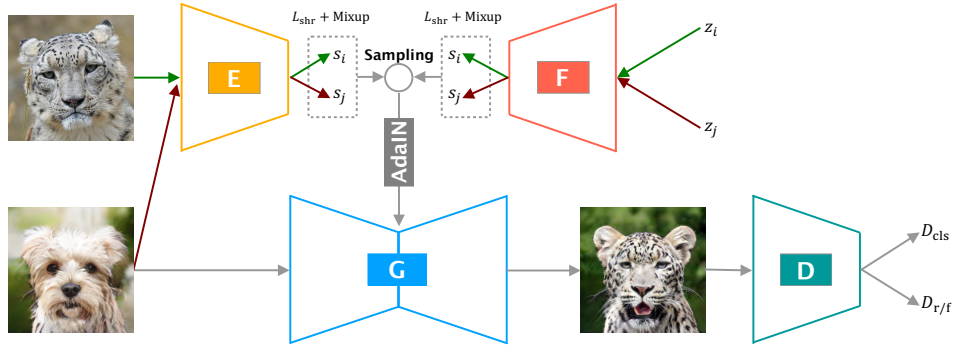 L_shr + Mixup
L_shr + Mixup
Sampling
E
s_i
s_j
s_i
s_j
F
z_i
z_j
AdaIN
G
D
D_cls
D_r/f